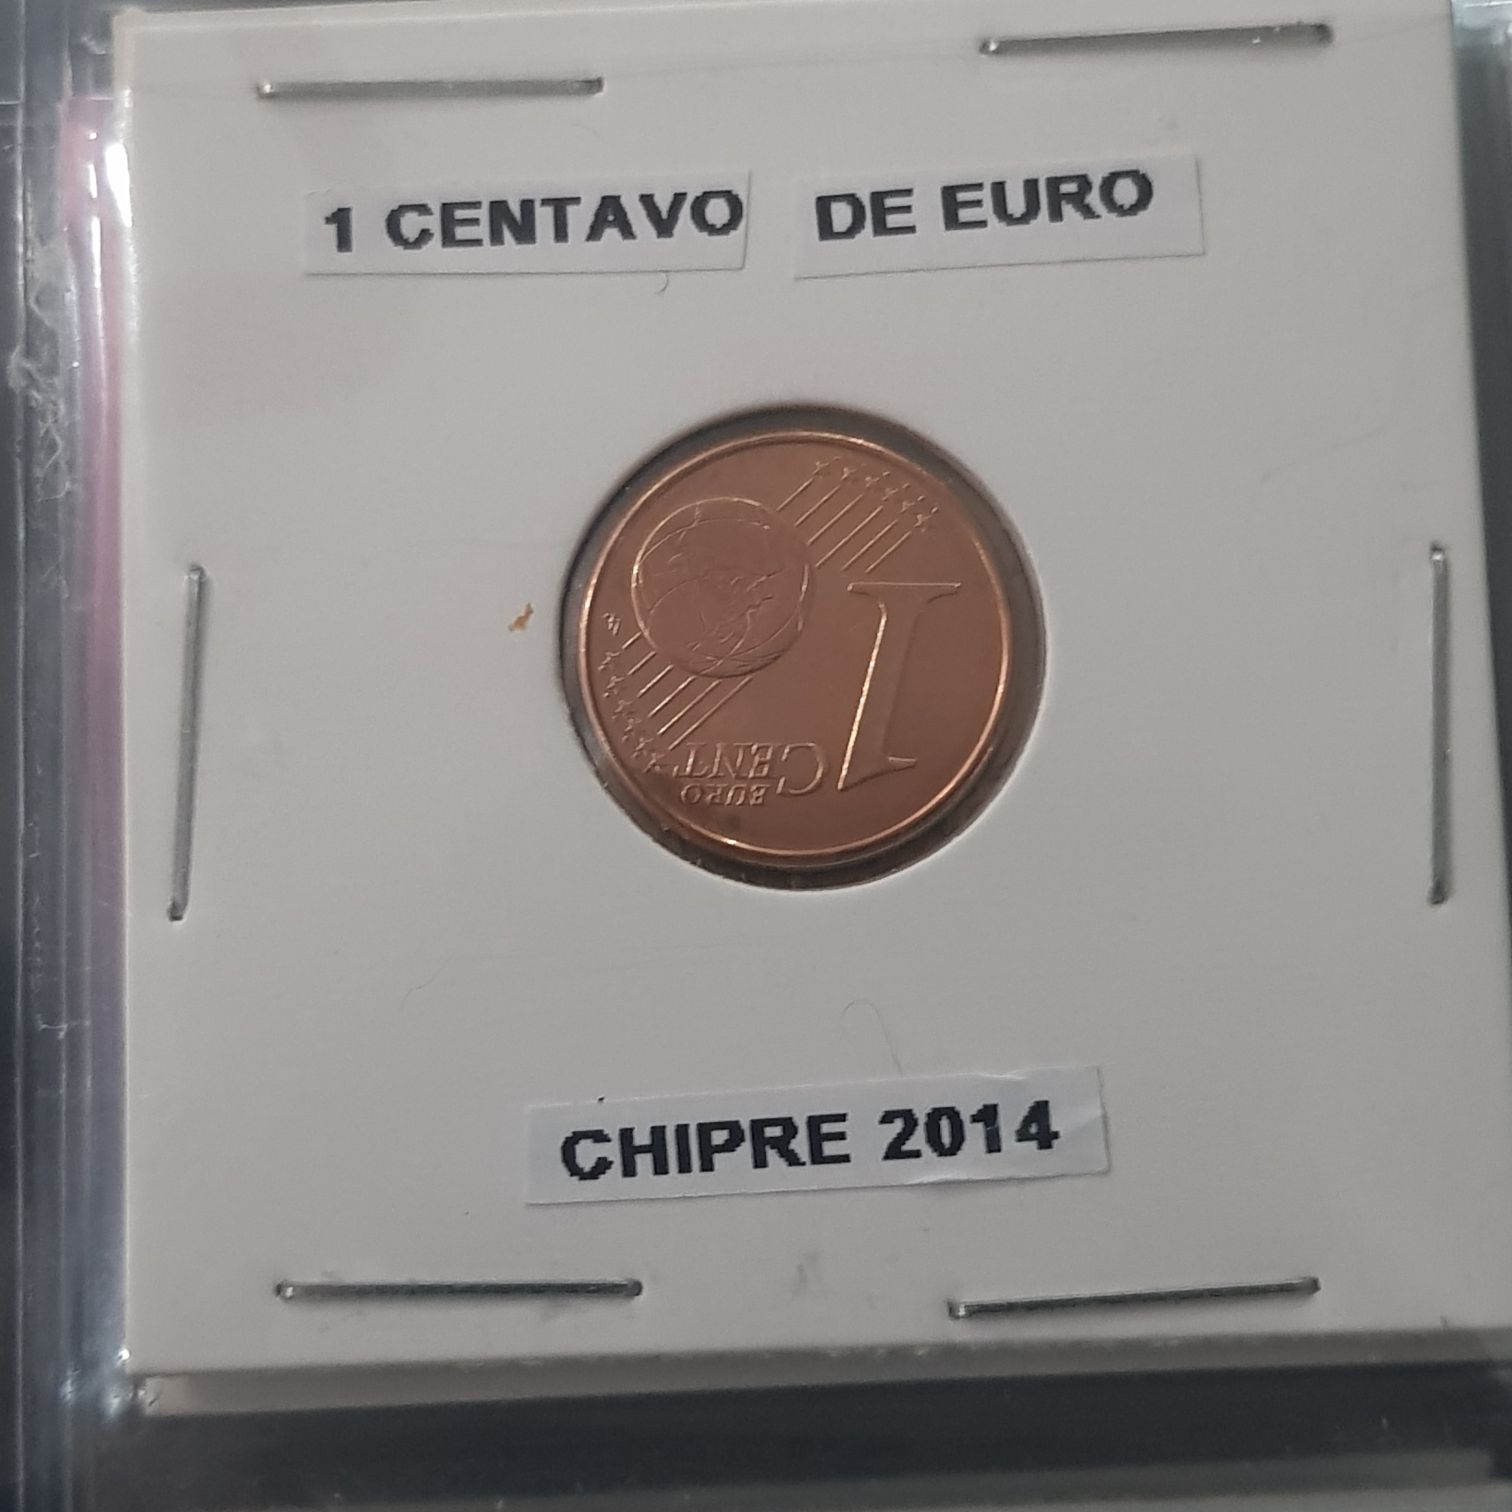 1 CENTAVO DE EURO
1
EURO
CENT
CHIPRE 2014